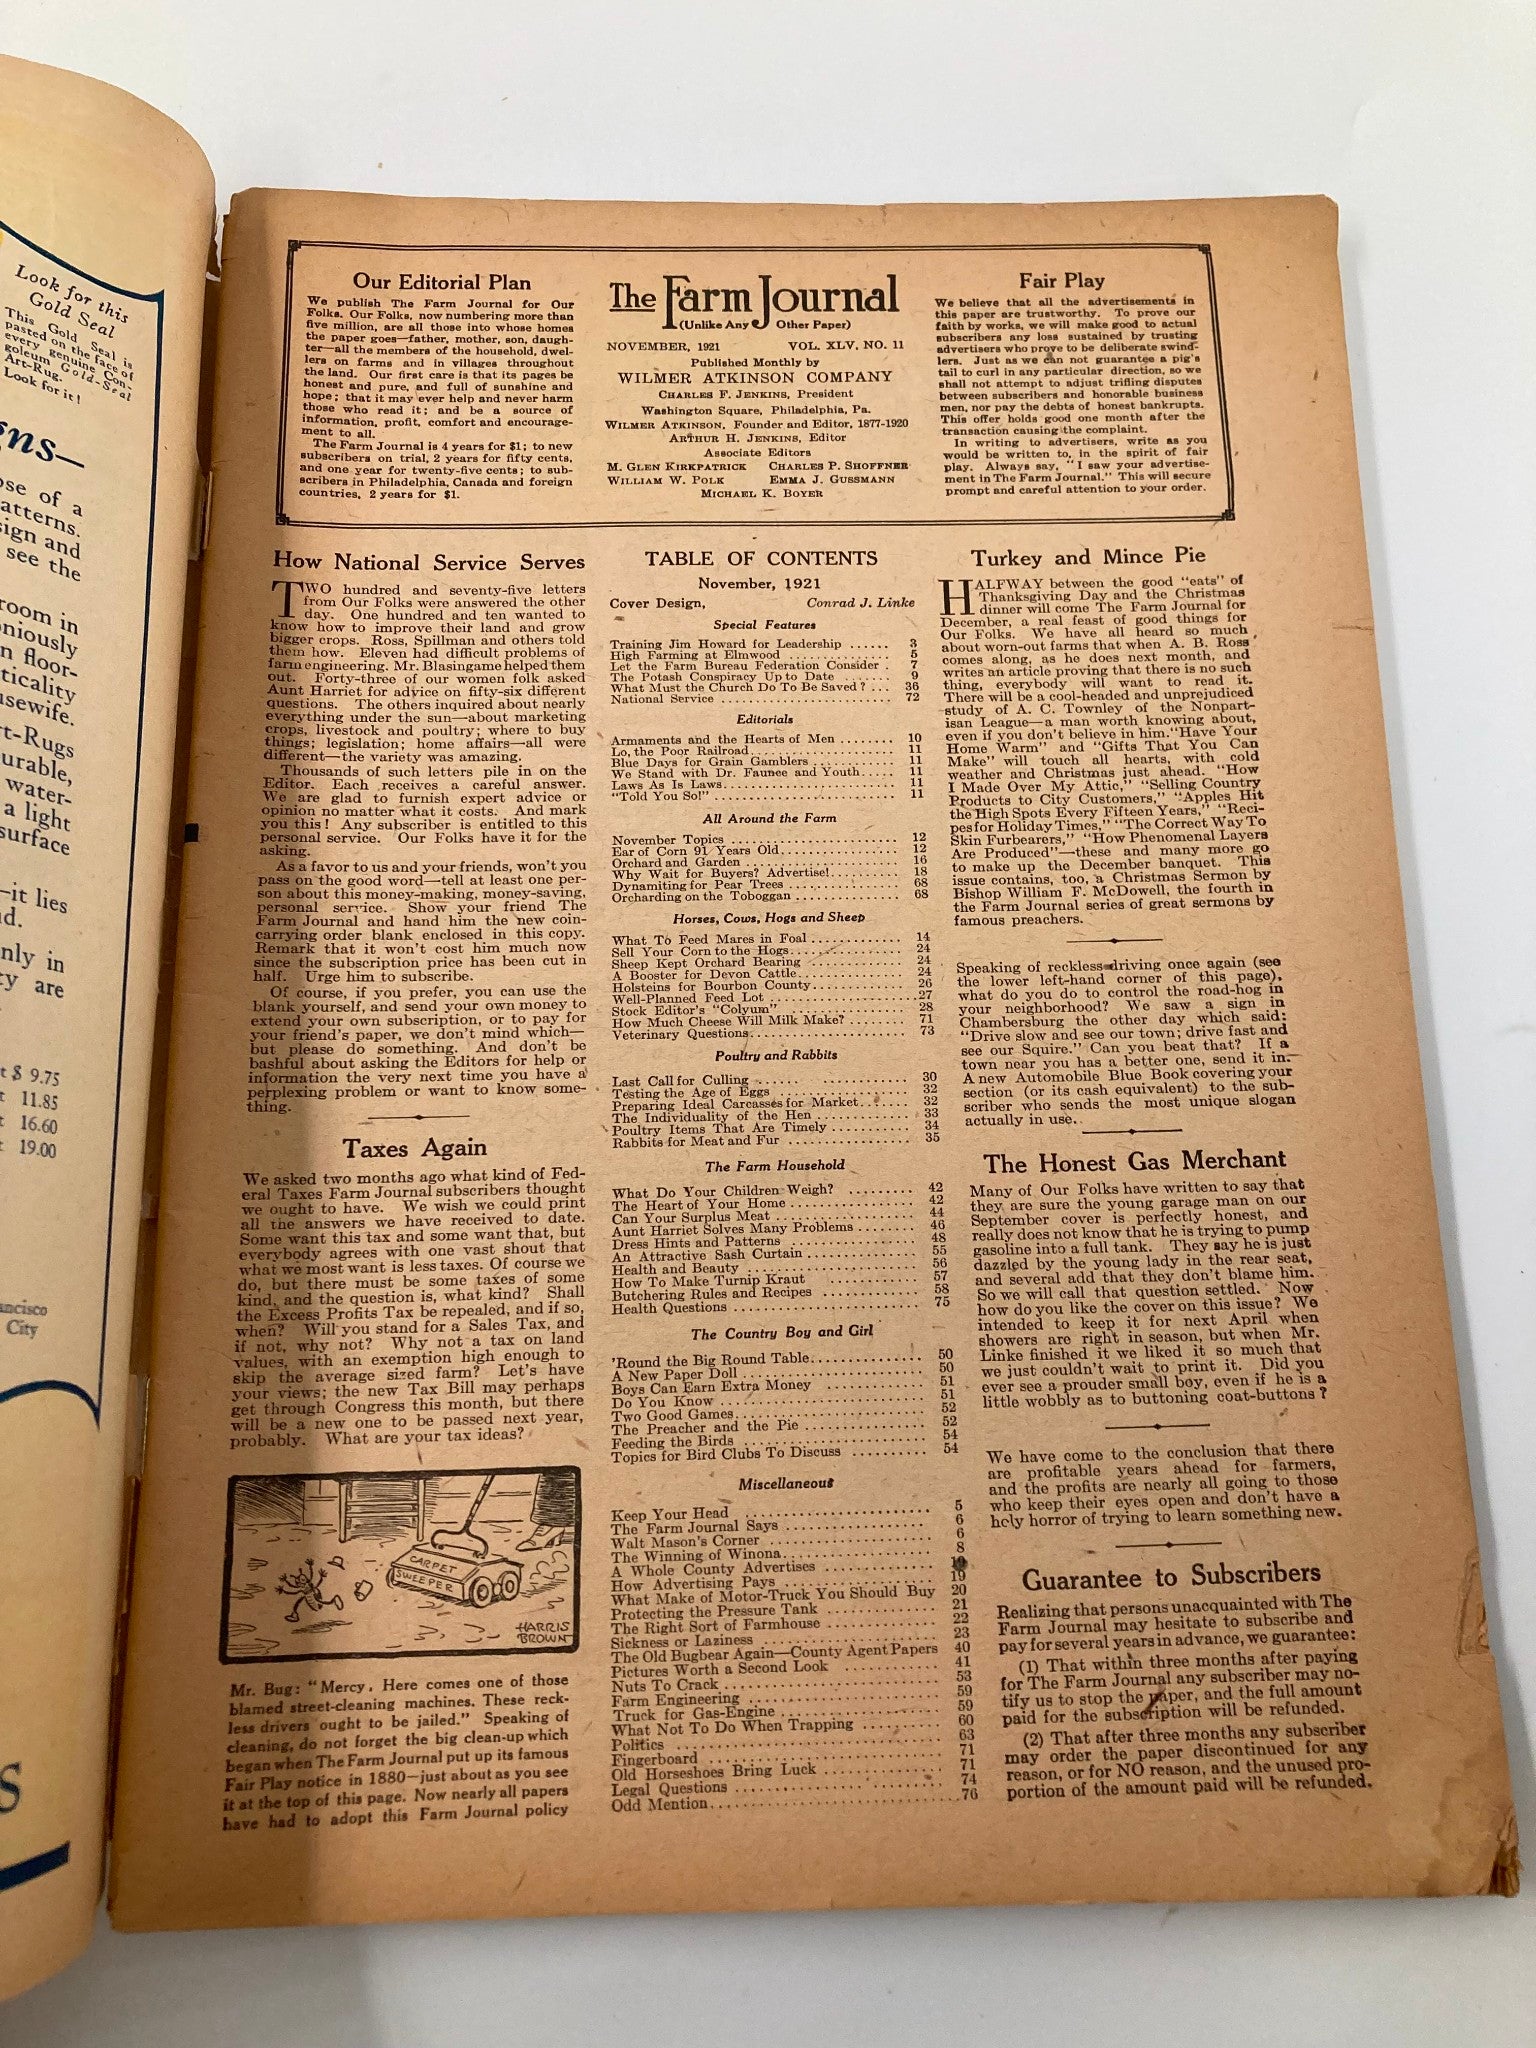 Look for this
Gold Seal
This Gold Seal is
pasted on the face of
every genuine Con-
goleum Gold-Seal
Art-Rug.
Look for it!
gns—
ose of a
atterns.
sign and
see the
room in
oniously
n floor-
ticality
usewife.
rt-Rugs
urable,
water-
a light
surface
—it lies
d.
nly in
ty are
t $ 9.75
t 11.85
t 16.60
t 19.00
ancisco
City
S
Our Editorial Plan
We publish The Farm Journal for Our
Folks. Our Folks, now numbering more than
five million, are all those into whose homes
the paper goes—father, mother, son, daugh-
ter—all the members of the household, dwel-
lers on farms and in villages throughout
the land. Our first care is that its pages be
honest and pure, and full of sunshine and
hope; that it may ever help and never harm
those who read it; and be a source of
information, profit, comfort and encourage-
ment to all.
The Farm Journal is 4 years for $1; to new
subscribers on trial, 2 years for fifty cents,
and one year for twenty-five cents; to sub-
scribers in Philadelphia, Canada and foreign
countries, 2 years for $1.
The Farm Journal
(Unlike Any Other Paper)
NOVEMBER, 1921 VOL. XLV, NO. 11
Published Monthly by
WILMER ATKINSON COMPANY
CHARLES F. JENKINS, President
Washington Square, Philadelphia, Pa.
WILMER ATKINSON, Founder and Editor, 1877-1920
ARTHUR H. JENKINS, Editor
Associate Editors
M. GLEN KIRKPATRICK CHARLES P. SHOFFNER
WILLIAM W. POLK EMMA J. GUSSMANN
MICHAEL K. BOYER
Fair Play
We believe that all the advertisements in
this paper are trustworthy. To prove our
faith by works, we will make good to actual
subscribers any loss sustained by trusting
advertisers who prove to be deliberate swind-
lers. Just as we can not guarantee a pig's
tail to curl in any particular direction, so we
shall not attempt to adjust trifling disputes
between subscribers and honorable business
men, nor pay the debts of honest bankrupts.
This offer holds good one month after the
transaction causing the complaint.
In writing to advertisers, write as you
would be written to, in the spirit of fair
play. Always say, "I saw your advertise-
ment in The Farm Journal." This will secure
prompt and careful attention to your order.
How National Service Serves
TWO hundred and seventy-five letters
from Our Folks were answered the other
day. One hundred and ten wanted to
know how to improve their land and grow
bigger crops. Ross, Spillman and others told
them how. Eleven had difficult problems of
farm engineering. Mr. Blasingame helped them
out. Forty-three of our women folk asked
Aunt Harriet for advice on fifty-six different
questions. The others inquired about nearly
everything under the sun—about marketing
crops, livestock and poultry; where to buy
things; legislation; home affairs—all were
different—the variety was amazing.
Thousands of such letters pile in on the
Editor. Each receives a careful answer.
We are glad to furnish expert advice or
opinion no matter what it costs. And mark
you this! Any subscriber is entitled to this
personal service. Our Folks have it for the
asking.
As a favor to us and your friends, won't you
pass on the good word—tell at least one per-
son about this money-making, money-saving,
personal service. Show your friend The
Farm Journal and hand him the new coin-
carrying order blank enclosed in this copy.
Remark that it won't cost him much now
since the subscription price has been cut in
half. Urge him to subscribe.
Of course, if you prefer, you can use the
blank yourself, and send your own money to
extend your own subscription, or to pay for
your friend's paper, we don't mind which—
but please do something. And don't be
bashful about asking the Editors for help or
information the very next time you have a
perplexing problem or want to know some-
thing.
Taxes Again
We asked two months ago what kind of Fed-
eral Taxes Farm Journal subscribers thought
we ought to have. We wish we could print
all the answers we have received to date.
Some want this tax and some want that, but
everybody agrees with one vast shout that
what we most want is less taxes. Of course we
do, but there must be some taxes of some
kind, and the question is, what kind? Shall
the Excess Profits Tax be repealed, and if so,
when? Will you stand for a Sales Tax, and
if not, why not? Why not a tax on land
values, with an exemption high enough to
skip the average sized farm? Let's have
your views; the new Tax Bill may perhaps
get through Congress this month, but there
will be a new one to be passed next year,
probably. What are your tax ideas?
CARPET
SWEEPER
HARRIS
BROWN
Mr. Bug: "Mercy. Here comes one of those
blamed street-cleaning machines. These reck-
less drivers ought to be jailed." Speaking of
cleaning, do not forget the big clean-up which
began when The Farm Journal put up its famous
Fair Play notice in 1880—just about as you see
it at the top of this page. Now nearly all papers
have had to adopt this Farm Journal policy
TABLE OF CONTENTS
November, 1921
Cover Design, Conrad J. Linke
Special Features
Training Jim Howard for Leadership ...... 3
High Farming at Elmwood ............ 5
Let the Farm Bureau Federation Consider . 7
The Potash Conspiracy Up to Date ....... 9
What Must the Church Do To Be Saved? ... 36
National Service .................... 72
Editorials
Armaments and the Hearts of Men ........ 10
Lo, the Poor Railroad.................. 11
Blue Days for Grain Gamblers ........... 11
We Stand with Dr. Faunce and Youth..... 11
Laws As Is Laws..................... 11
"Told You So!" ...................... 11
All Around the Farm
November Topics .................... 12
Ear of Corn 91 Years Old............... 12
Orchard and Garden .................. 16
Why Wait for Buyers? Advertise!......... 18
Dynamiting for Pear Trees .............. 68
Orcharding on the Toboggan ............ 68
Horses, Cows, Hogs and Sheep
What To Feed Mares in Foal ............ 14
Sell Your Corn to the Hogs.............. 24
Sheep Kept Orchard Bearing ............ 24
A Booster for Devon Cattle.............. 24
Holsteins for Bourbon County............ 26
Well-Planned Feed Lot ................. 27
Stock Editor's "Colyum" ............... 28
How Much Cheese Will Milk Make? ....... 71
Veterinary Questions................... 73
Poultry and Rabbits
Last Call for Culling ...... ........... 30
Testing the Age of Eggs ................ 32
Preparing Ideal Carcasses for Market...... 32
The Individuality of the Hen ............ 33
Poultry Items That Are Timely .......... 34
Rabbits for Meat and Fur ............... 35
The Farm Household
What Do Your Children Weigh? ......... 42
The Heart of Your Home ............... 42
Can Your Surplus Meat ................ 44
Aunt Harriet Solves Many Problems ...... 46
Dress Hints and Patterns ............... 48
An Attractive Sash Curtain ............. 55
Health and Beauty .................... 56
How To Make Turnip Kraut ........... 57
Butchering Rules and Recipes .......... 58
Health Questions ..................... 75
The Country Boy and Girl
'Round the Big Round Table............. 50
A New Paper Doll .................... 50
Boys Can Earn Extra Money ........... 51
Do You Know ....................... 51
Two Good Games..................... 52
The Preacher and the Pie ............... 52
Feeding the Birds .................... 54
Topics for Bird Clubs To Discuss ......... 54
Miscellaneous
Keep Your Head ..................... 5
The Farm Journal Says ................ 6
Walt Mason's Corner .................. 6
The Winning of Winona................ 8
A Whole County Advertises .............
How Advertising Pays ................. 19
What Make of Motor-Truck You Should Buy 20
Protecting the Pressure Tank ............ 21
The Right Sort of Farmhouse ............ 22
Sickness or Laziness ................... 23
The Old Bugbear Again—County Agent Papers 40
Pictures Worth a Second Look .......... 41
Nuts To Crack ....................... 53
Farm Engineering .................... 59
Truck for Gas-Engine .................. 59
What Not To Do When Trapping ......... 60
Politics ............................ 63
Fingerboard ........................ 71
Old Horseshoes Bring Luck ............. 71
Legal Questions ..................... 74
Odd Mention......................... 76
Turkey and Mince Pie
HALFWAY between the good "eats" of
Thanksgiving Day and the Christmas
dinner will come The Farm Journal for
December, a real feast of good things for
Our Folks. We have all heard so much
about worn-out farms that when A. B. Ross
comes along, as he does next month, and
writes an article proving that there is no such
thing, everybody will want to read it.
There will be a cool-headed and unprejudiced
study of A. C. Townley of the Nonpart-
isan League—a man worth knowing about,
even if you don't believe in him. "Have Your
Home Warm" and "Gifts That You Can
Make" will touch all hearts, with cold
weather and Christmas just ahead. "How
I Made Over My Attic," "Selling Country
Products to City Customers," "Apples Hit
the High Spots Every Fifteen Years," "Reci-
pes for Holiday Times," "The Correct Way To
Skin Furbearers," "How Phenomenal Layers
Are Produced"—these and many more go
to make up the December banquet. This
issue contains, too, a Christmas Sermon by
Bishop William F. McDowell, the fourth in
the Farm Journal series of great sermons by
famous preachers.
Speaking of reckless driving once again (see
the lower left-hand corner of this page),
what do you do to control the road-hog in
your neighborhood? We saw a sign in
Chambersburg the other day which said:
"Drive slow and see our town; drive fast and
see our Squire." Can you beat that? If a
town near you has a better one, send it in.
A new Automobile Blue Book covering your
section (or its cash equivalent) to the sub-
scriber who sends the most unique slogan
actually in use.
The Honest Gas Merchant
Many of Our Folks have written to say that
they are sure the young garage man on our
September cover is perfectly honest, and
really does not know that he is trying to pump
gasoline into a full tank. They say he is just
dazzled by the young lady in the rear seat,
and several add that they don't blame him.
So we will call that question settled. Now
how do you like the cover on this issue? We
intended to keep it for next April when
showers are right in season, but when Mr.
Linke finished it we liked it so much that
we just couldn't wait to print it. Did you
ever see a prouder small boy, even if he is a
little wobbly as to buttoning coat-buttons?
We have come to the conclusion that there
are profitable years ahead for farmers,
and the profits are nearly all going to those
who keep their eyes open and don't have a
holy horror of trying to learn something new.
Guarantee to Subscribers
Realizing that persons unacquainted with The
Farm Journal may hesitate to subscribe and
pay for several years in advance, we guarantee:
(1) That within three months after paying
for The Farm Journal any subscriber may no-
tify us to stop the paper, and the full amount
paid for the subscription will be refunded.
(2) That after three months any subscriber
may order the paper discontinued for any
reason, or for NO reason, and the unused pro-
portion of the amount paid will be refunded.